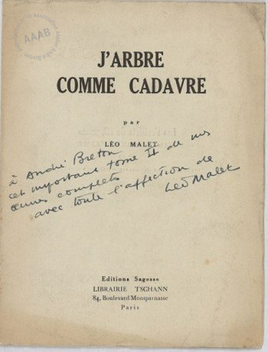 AAAB
J'ARBRE
COMME CADAVRE
par
LÉO MALET
à André Breton
cet important tome II de mes
œuvres complets
avec toute l'affection de
Léo Malet
Editions Sagesse
LIBRAIRIE TSCHANN
84, Boulevard Montparnasse
Paris